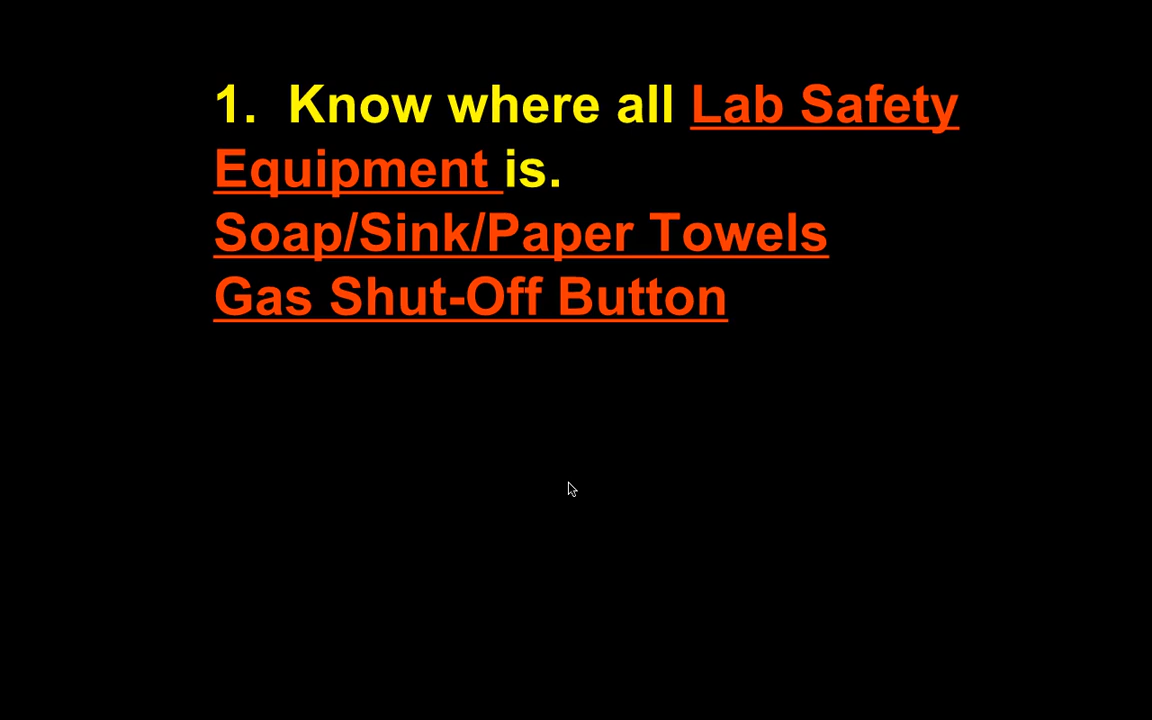 1. Know where all Lab Safety
Equipment is.
Soap/Sink/Paper Towels
Gas Shut-Off Button